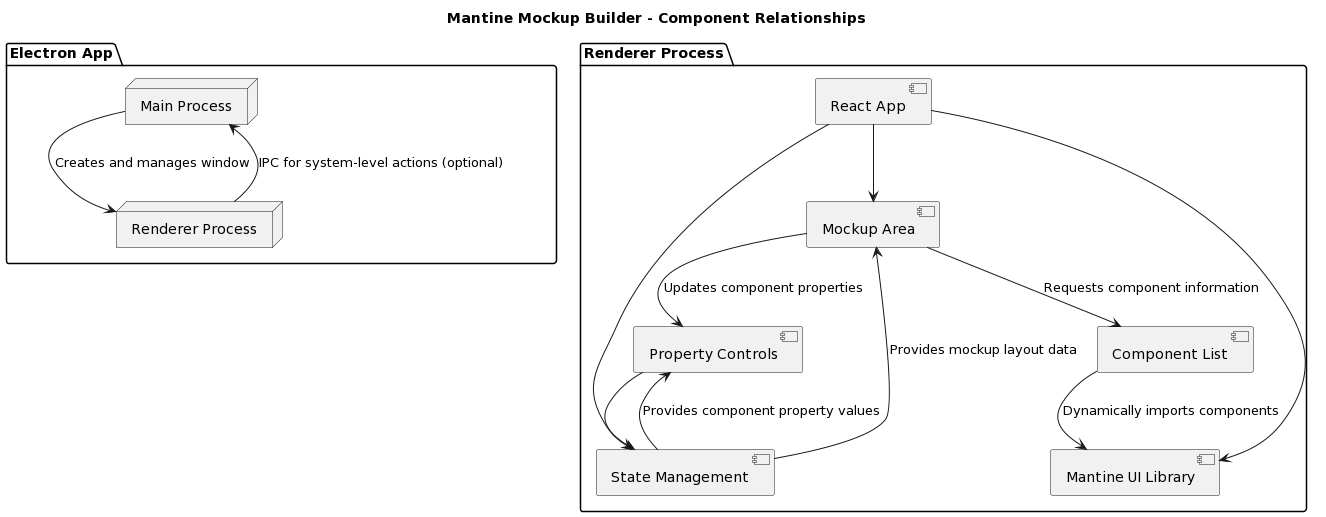 Mantine Mockup Builder - Component Relationships
Electron App
Main Process
Creates and manages window
IPC for system-level actions (optional)
Renderer Process
Renderer Process
React App
Mockup Area
Updates component properties
Requests component information
Property Controls
Provides mockup layout data
Component List
Provides component property values
Dynamically imports components
State Management
Mantine UI Library